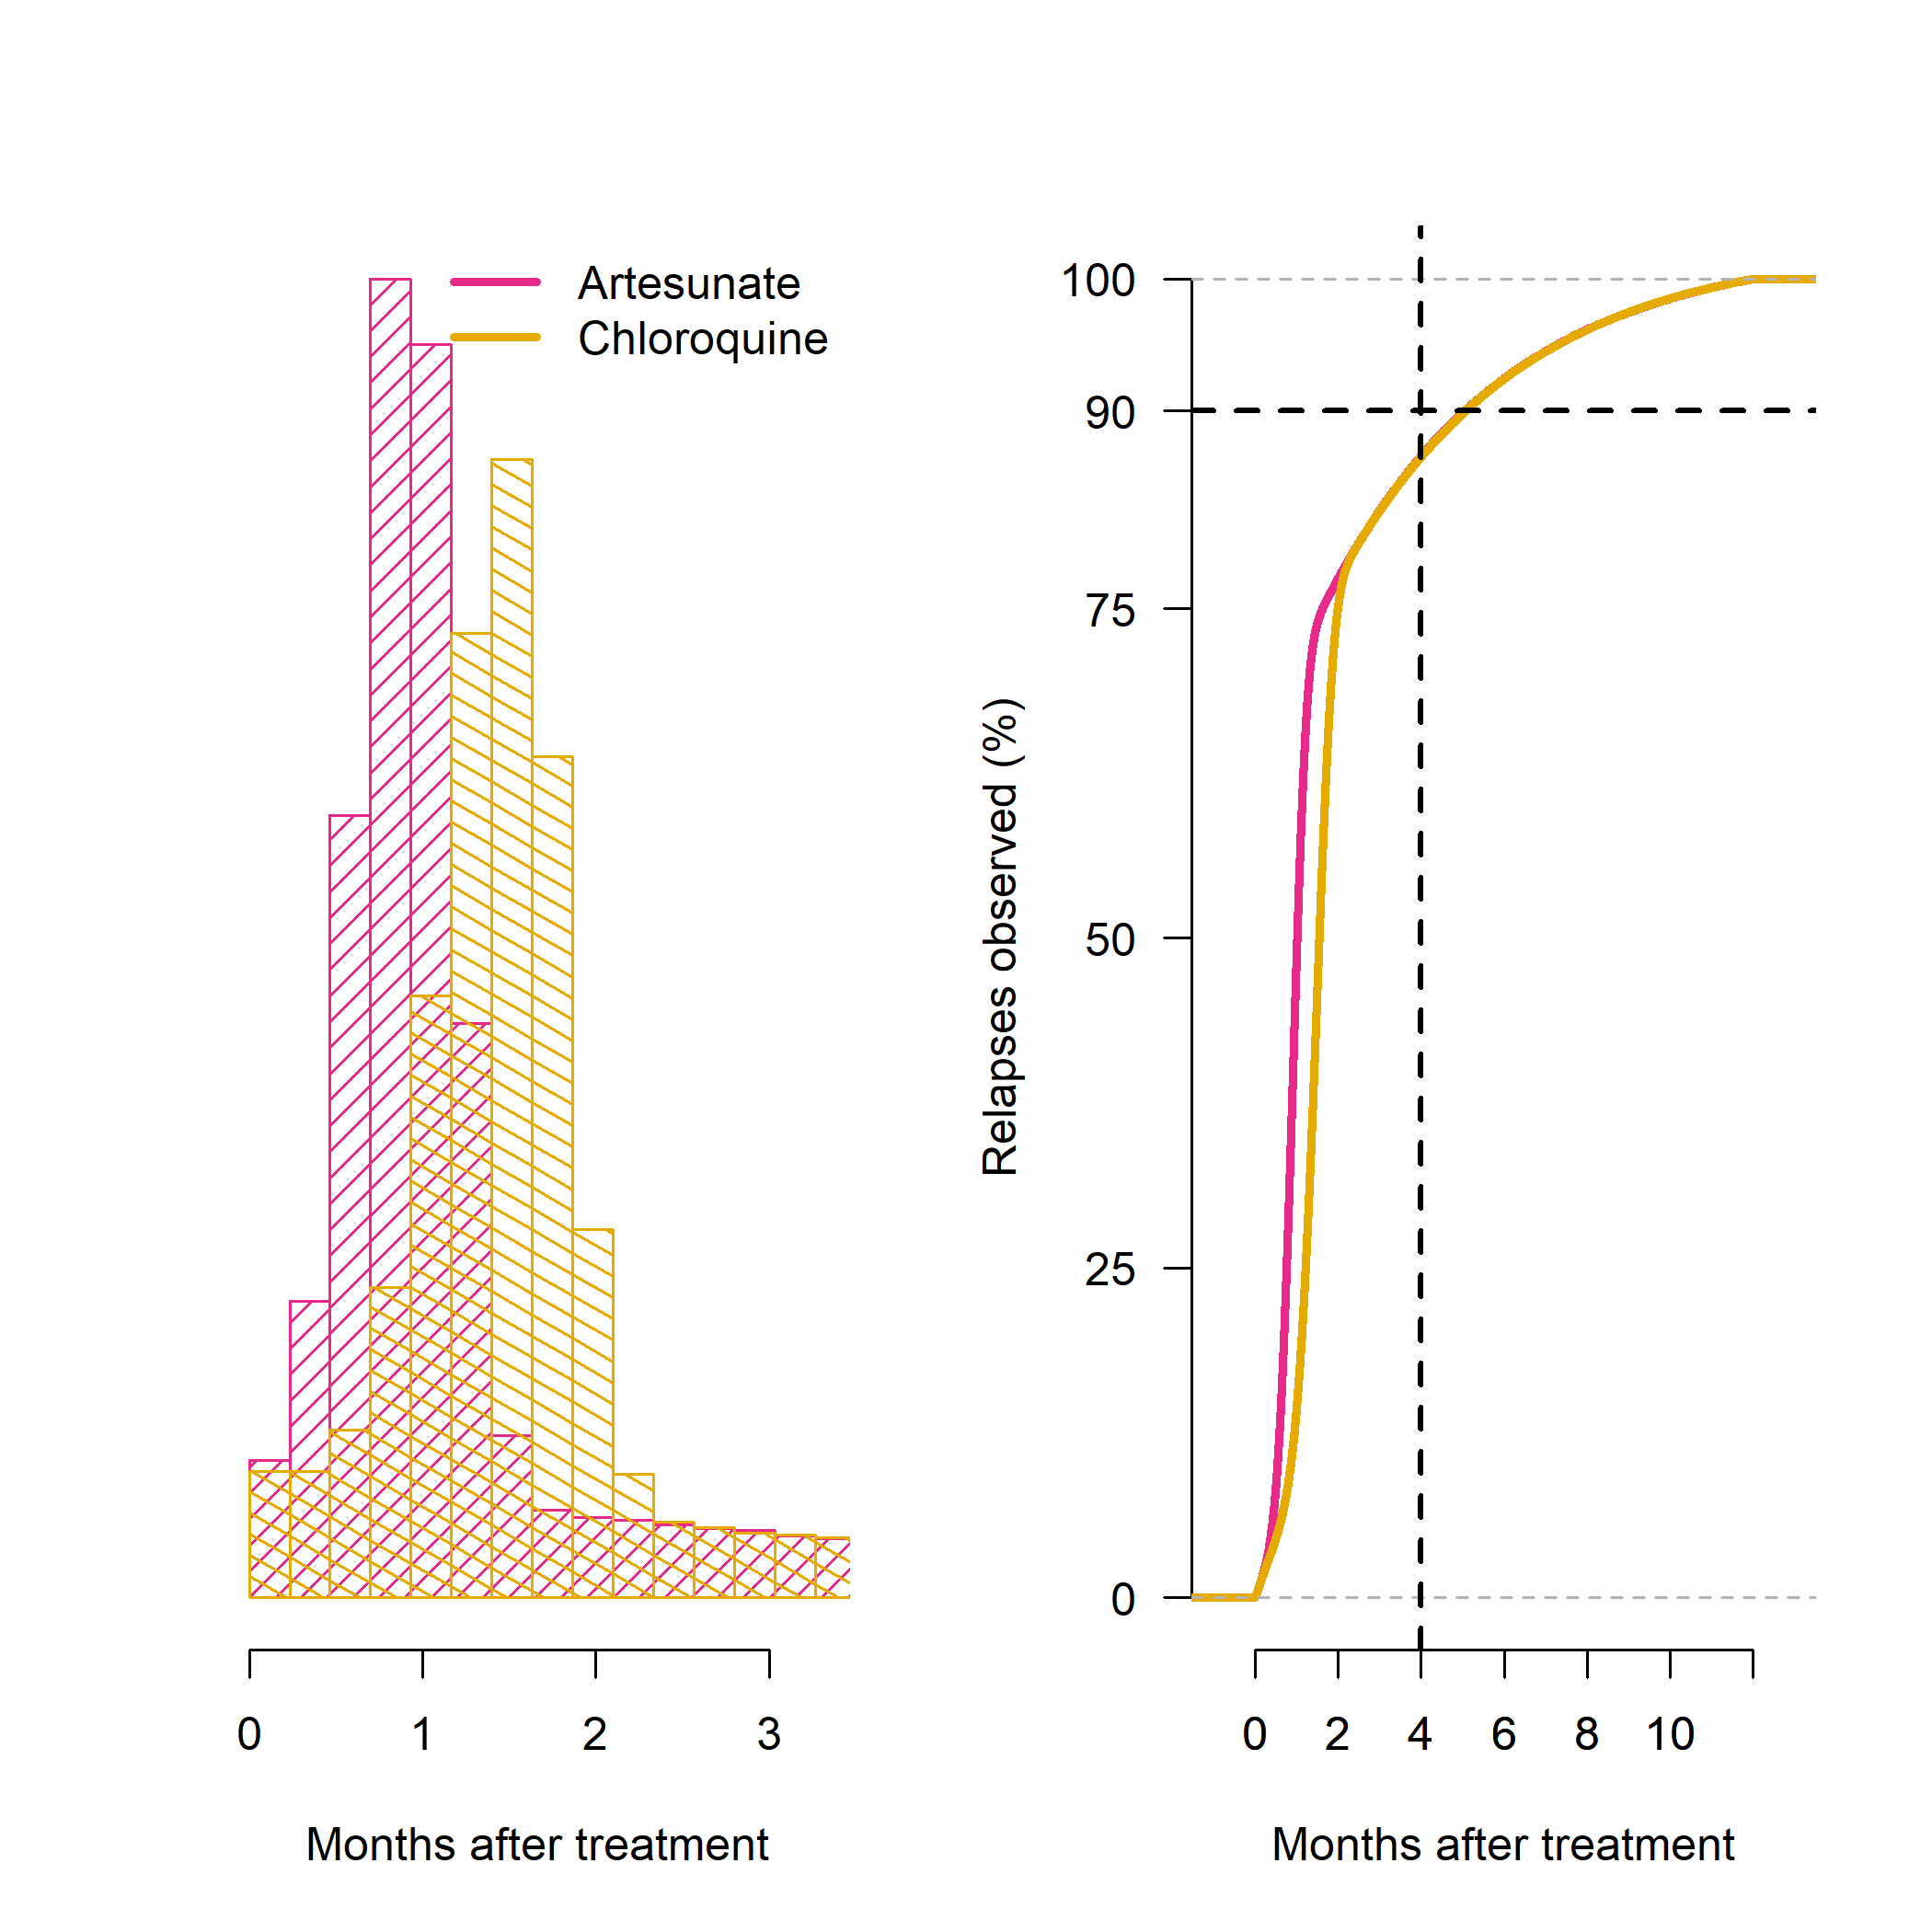 Artesunate
Chloroquine
0 1 2 3
Months after treatment
Relapses observed (%)
100
90
75
50
25
0
0 2 4 6 8 10
Months after treatment